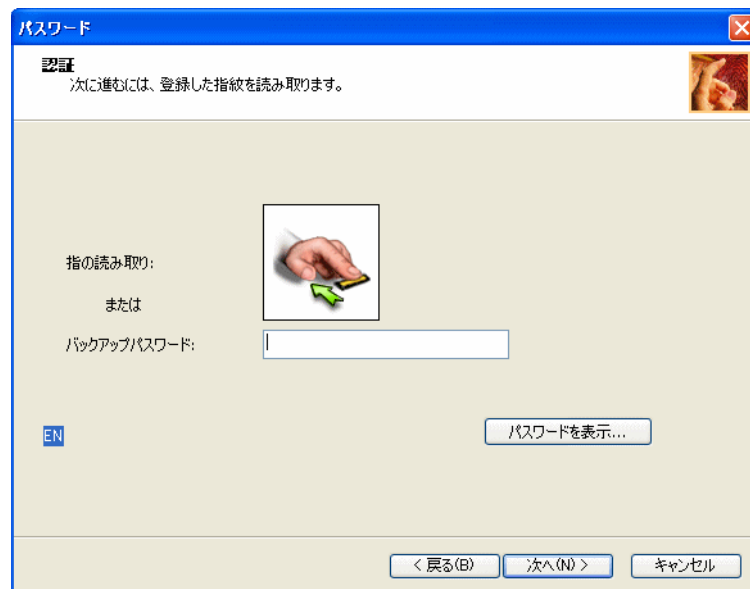 パスワード
認証
次に進むには、登録した指紋を読み取ります。
指の読み取り:
または
バックアップパスワード:
EN
パスワードを表示...
< 戻る(B)
次へ(N) >
キャンセル